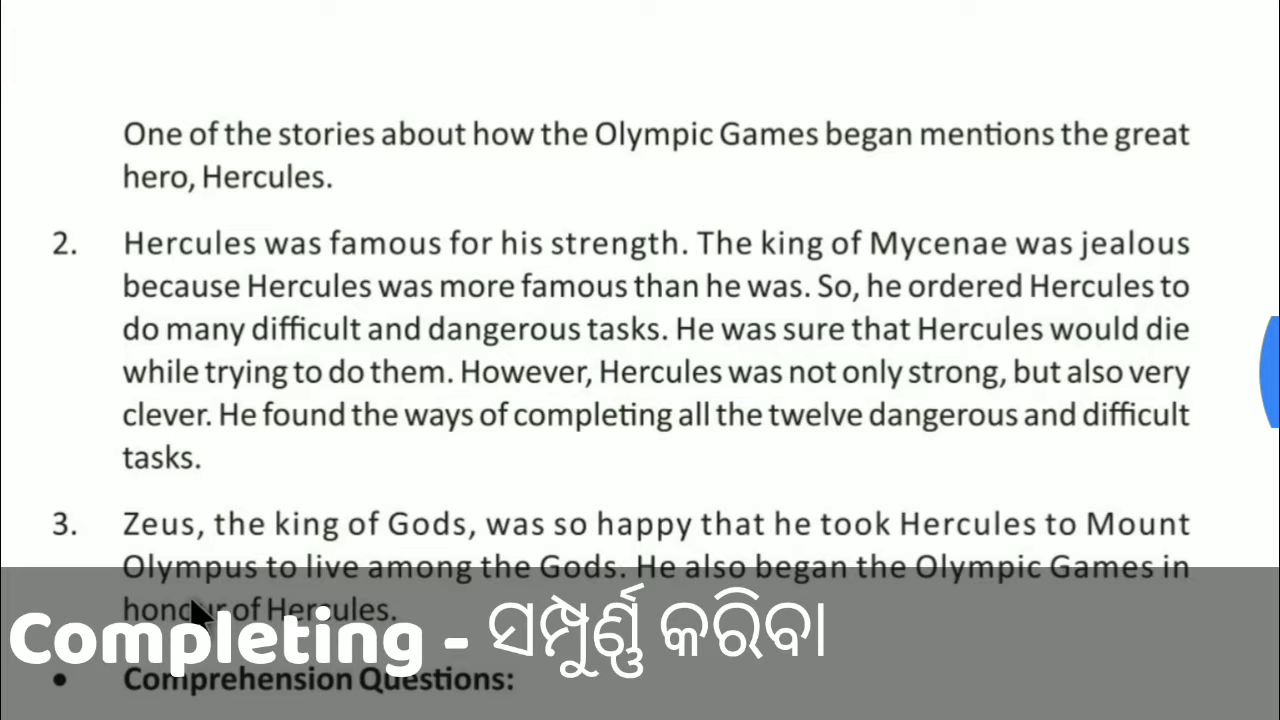 One of the stories about how the Olympic Games began mentions the great
hero, Hercules.
2. Hercules was famous for his strength. The king of Mycenae was jealous
because Hercules was more famous than he was. So, he ordered Hercules to
do many difficult and dangerous tasks. He was sure that Hercules would die
while trying to do them. However, Hercules was not only strong, but also very
clever. He found the ways of completing all the twelve dangerous and difficult
tasks.
3. Zeus, the king of Gods, was so happy that he took Hercules to Mount
Olympus to live among the Gods. He also began the Olympic Games in
honour of Hercules.
Completing - ସମ୍ପୁର୍ଣ୍ଣ କରିବା
• Comprehension Questions: